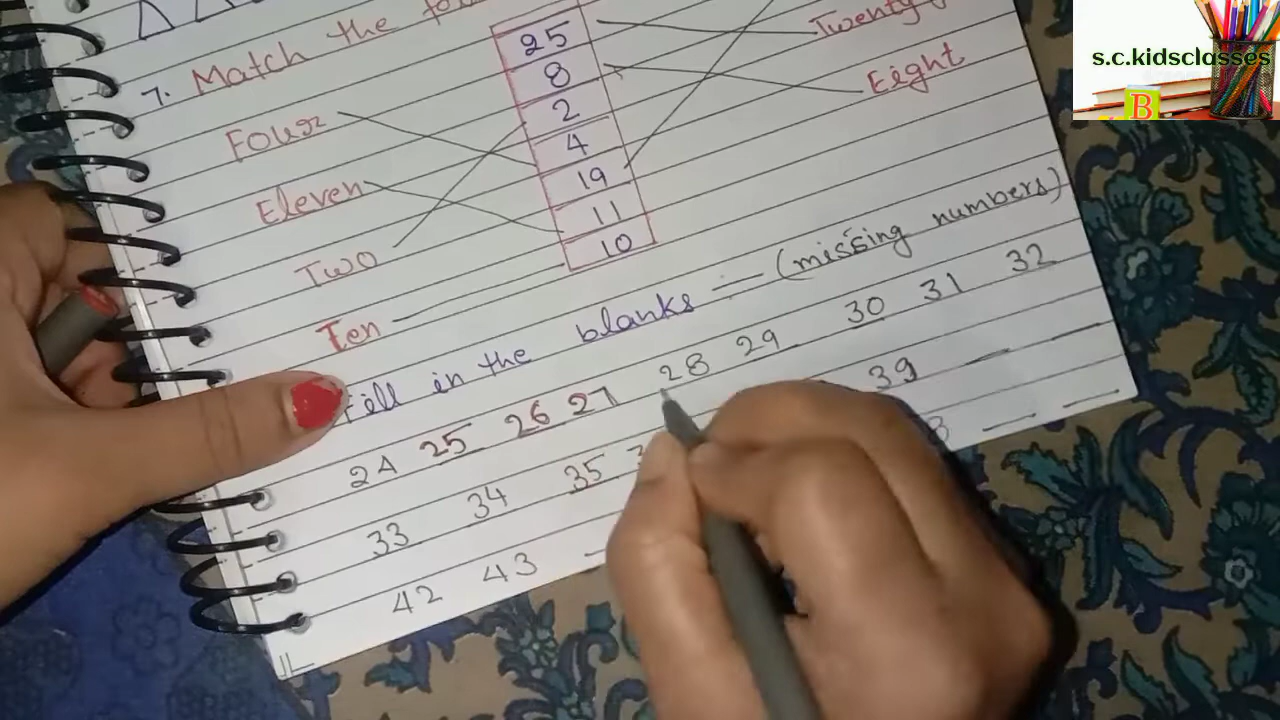 7. Match the
25
Twenty
8
Eight
2
Four
4
19
Eleven
11
10
Two
Ten
Fill in the blanks :— (missing numbers)
24 25 26 27 28 29 30 31 32
33 34 35 39
42 43
s.c.kidsclasses
B